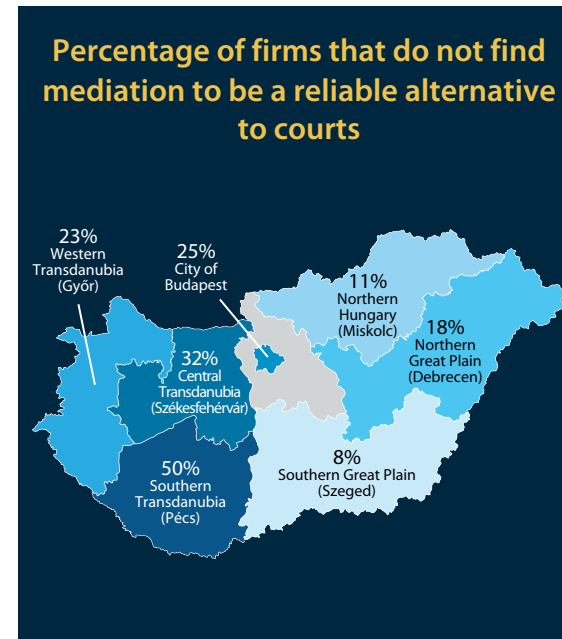 Percentage of firms that do not find
mediation to be a reliable alternative
to courts
23%
Western
Transdanubia
(Győr)
25%
City of
Budapest
11%
Northern
Hungary
(Miskolc)
18%
Northern
Great Plain
(Debrecen)
32%
Central
Transdanubia
(Székesfehérvár)
8%
Southern Great Plain
(Szeged)
50%
Southern
Transdanubia
(Pécs)